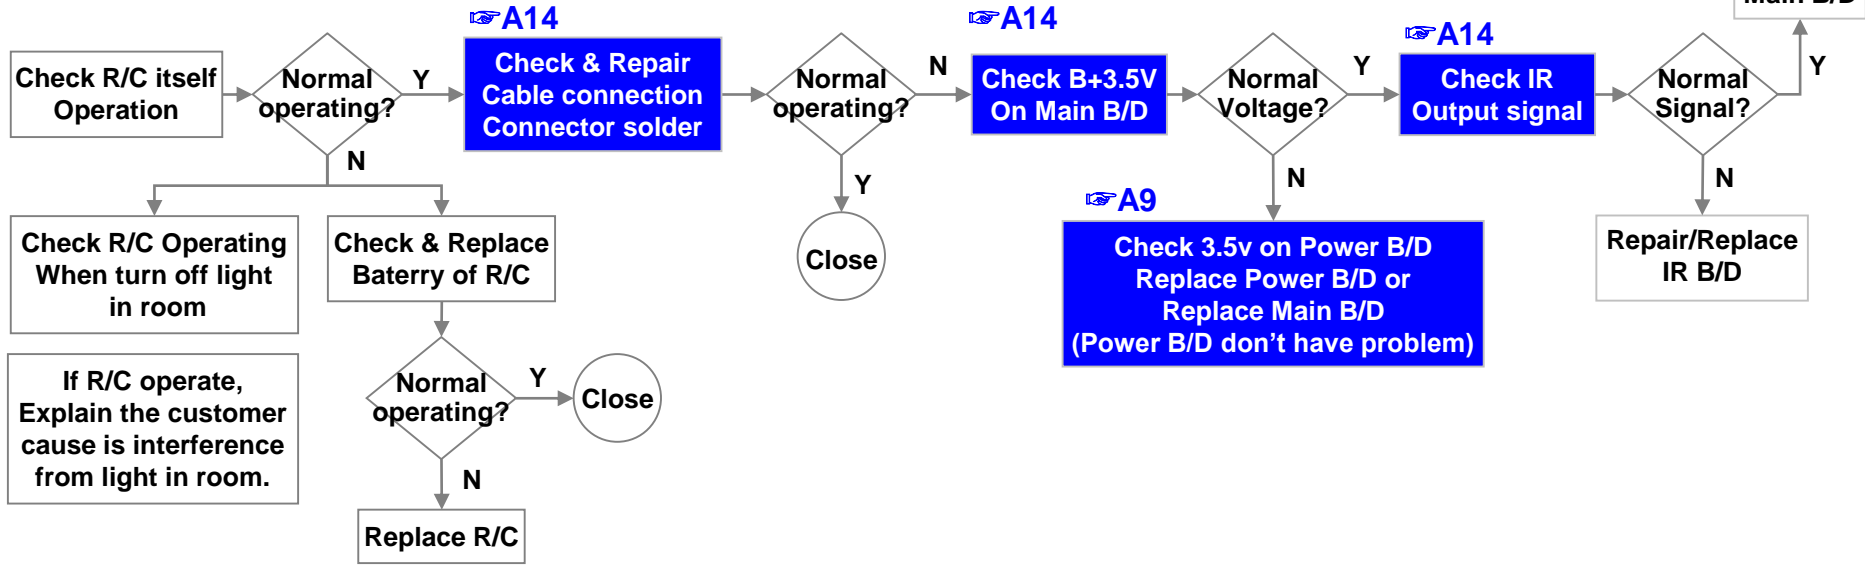 ☞A14
☞A14
☞A14
Main B/D
Check R/C itself
Operation
Normal
operating?
Y
Check & Repair
Cable connection
Connector solder
Normal
operating?
N
Check B+3.5V
On Main B/D
Normal
Voltage?
Y
Check IR
Output signal
Normal
Signal?
Y
N
Y
N
N
Check R/C Operating
When turn off light
in room
Check & Replace
Baterry of R/C
Close
☞A9
Check 3.5v on Power B/D
Replace Power B/D or
Replace Main B/D
(Power B/D don’t have problem)
Repair/Replace
IR B/D
If R/C operate,
Explain the customer
cause is interference
from light in room.
Normal
operating?
Y
Close
N
Replace R/C